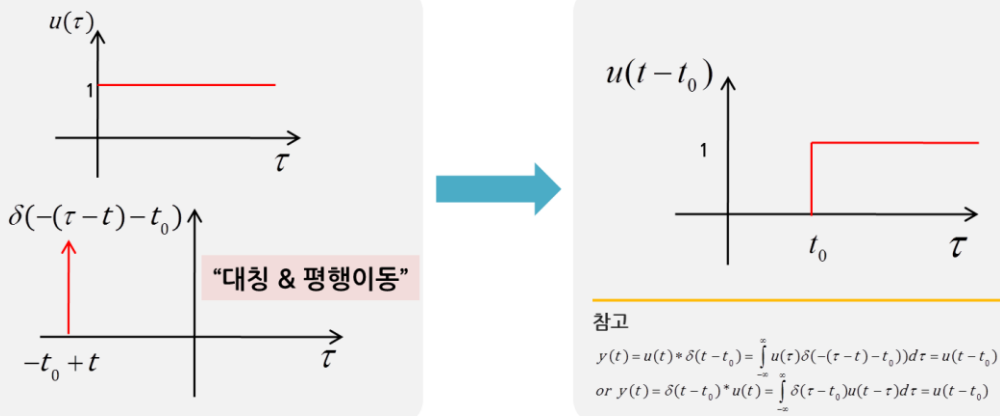 u(τ)
1
τ
δ(−(τ−t)−t₀)
“대칭 & 평행이동”
τ
−t₀+t
u(t−t₀)
1
t₀
τ
참고
y(t)=u(t)*δ(t−t₀)=∫_{−∞}^{∞}u(τ)δ(−(τ−t)−t₀))dτ=u(t−t₀)
or y(t)=δ(t−t₀)*u(t)=∫_{−∞}^{∞}δ(τ−t₀)u(t−τ)dτ=u(t−t₀)